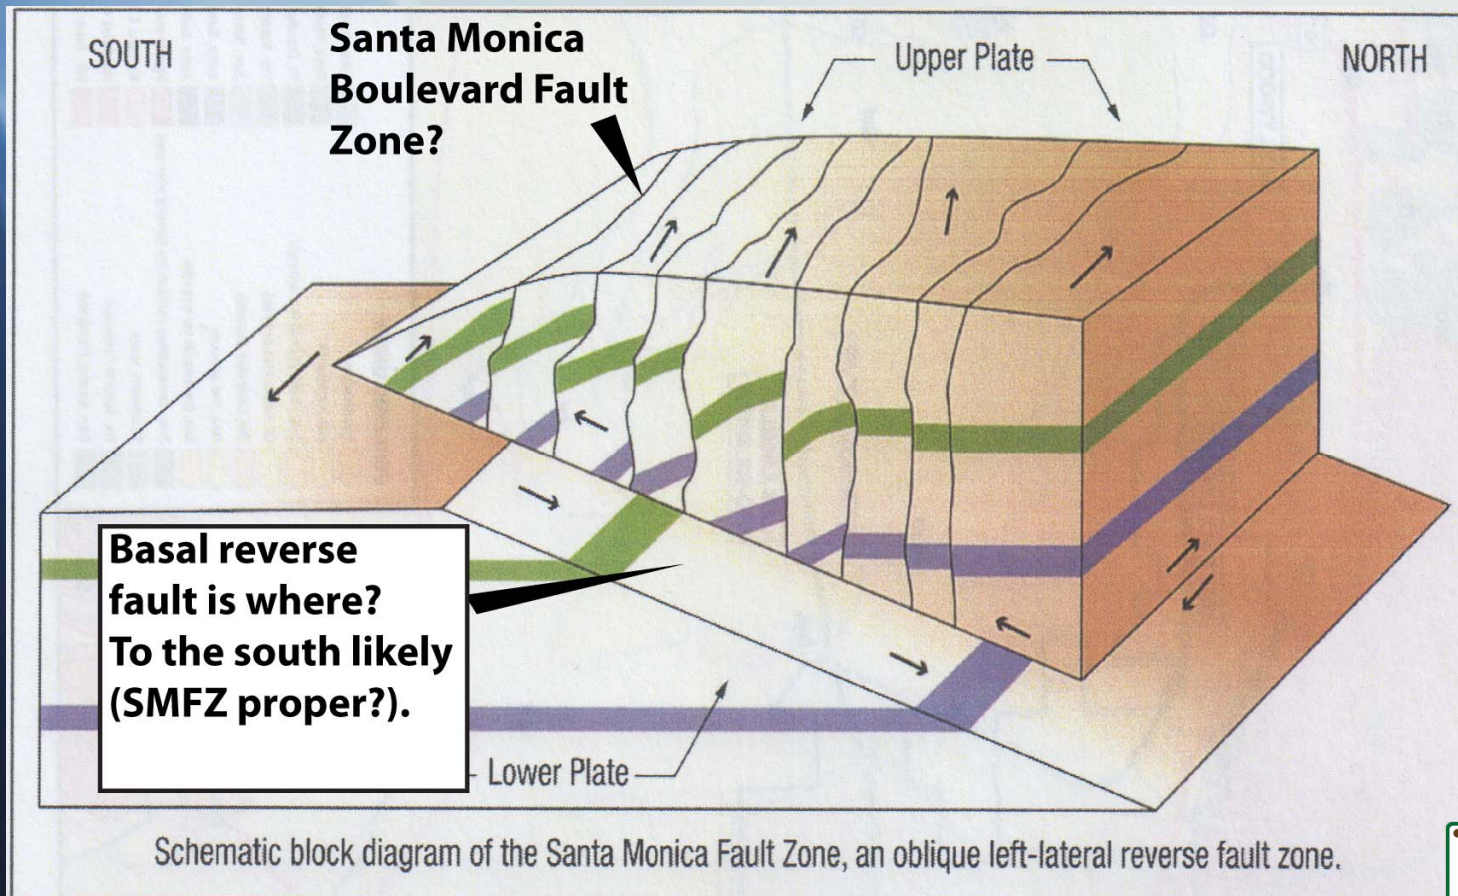 SOUTH
Santa Monica
Boulevard Fault
Zone?
Upper Plate
NORTH
Basal reverse
fault is where?
To the south likely
(SMFZ proper?).
Lower Plate
Schematic block diagram of the Santa Monica Fault Zone, an oblique left-lateral reverse fault zone.